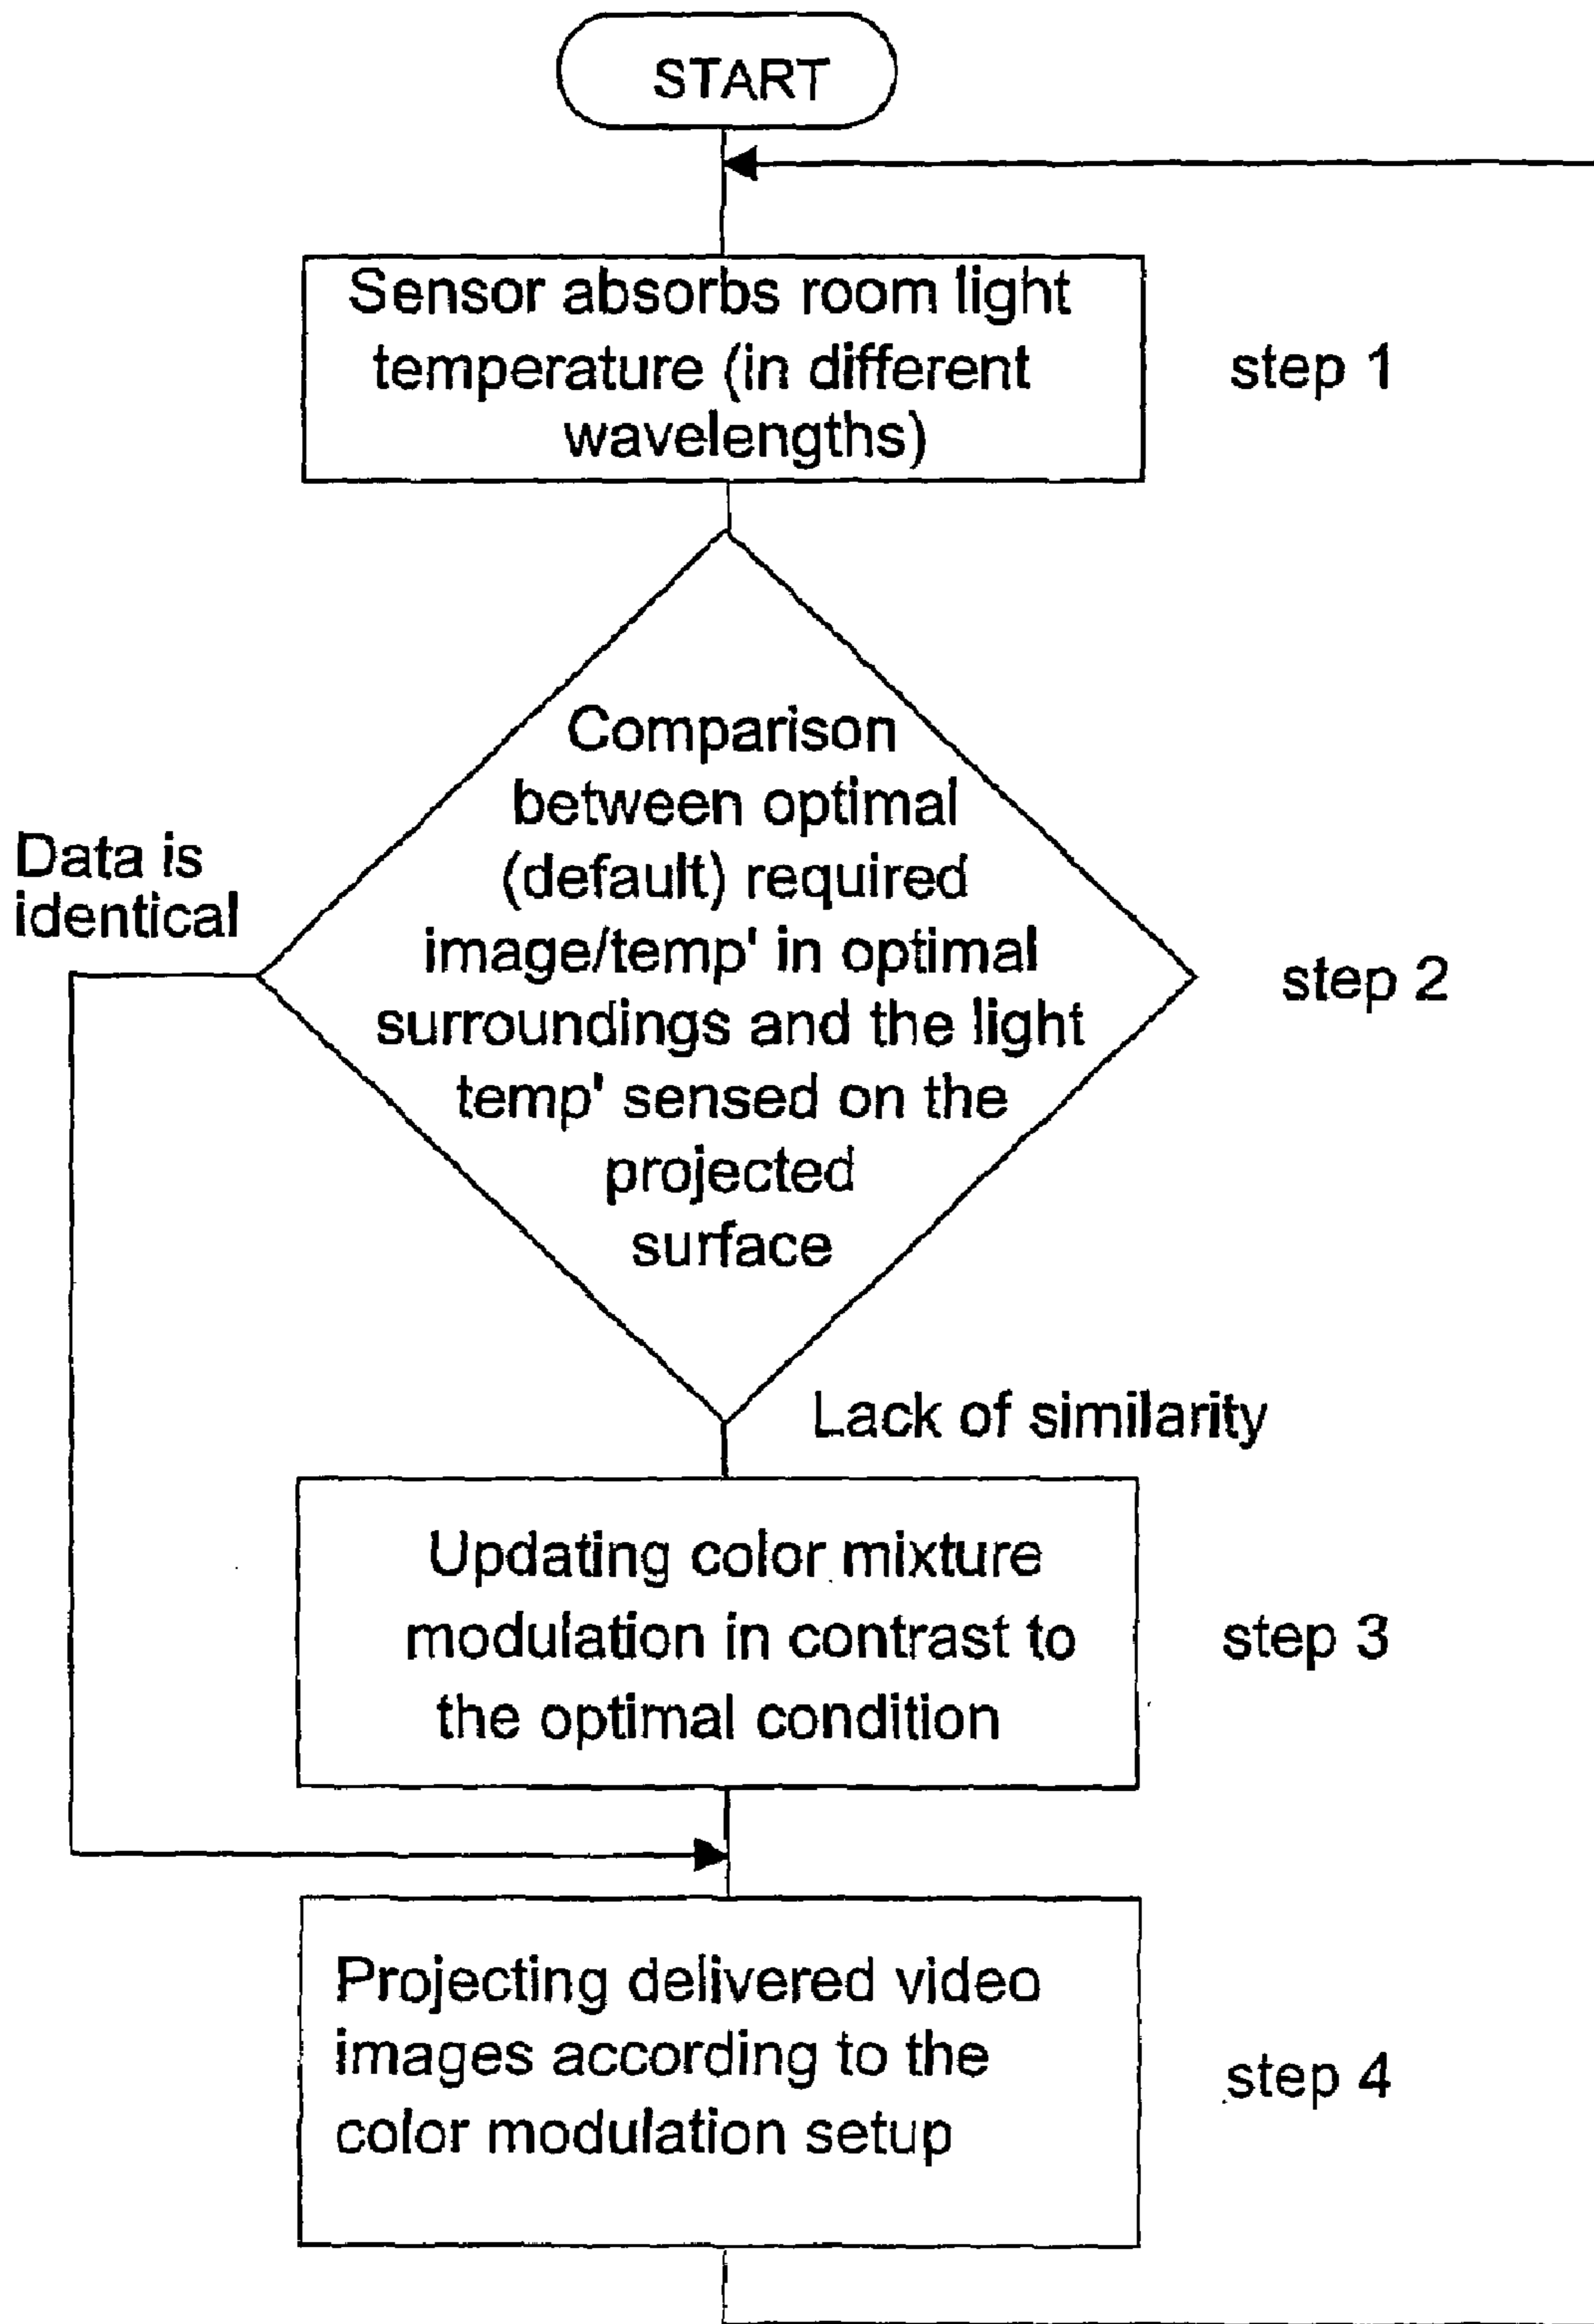 START
Sensor absorbs room light
temperature (in different
wavelengths)
step 1
Comparison
between optimal
(default) required
image/temp' in optimal
surroundings and the light
temp' sensed on the
projected
surface
Data is
identical
step 2
Lack of similarity
Updating color mixture
modulation in contrast to
the optimal condition
step 3
Projecting delivered video
images according to the
color modulation setup
step 4